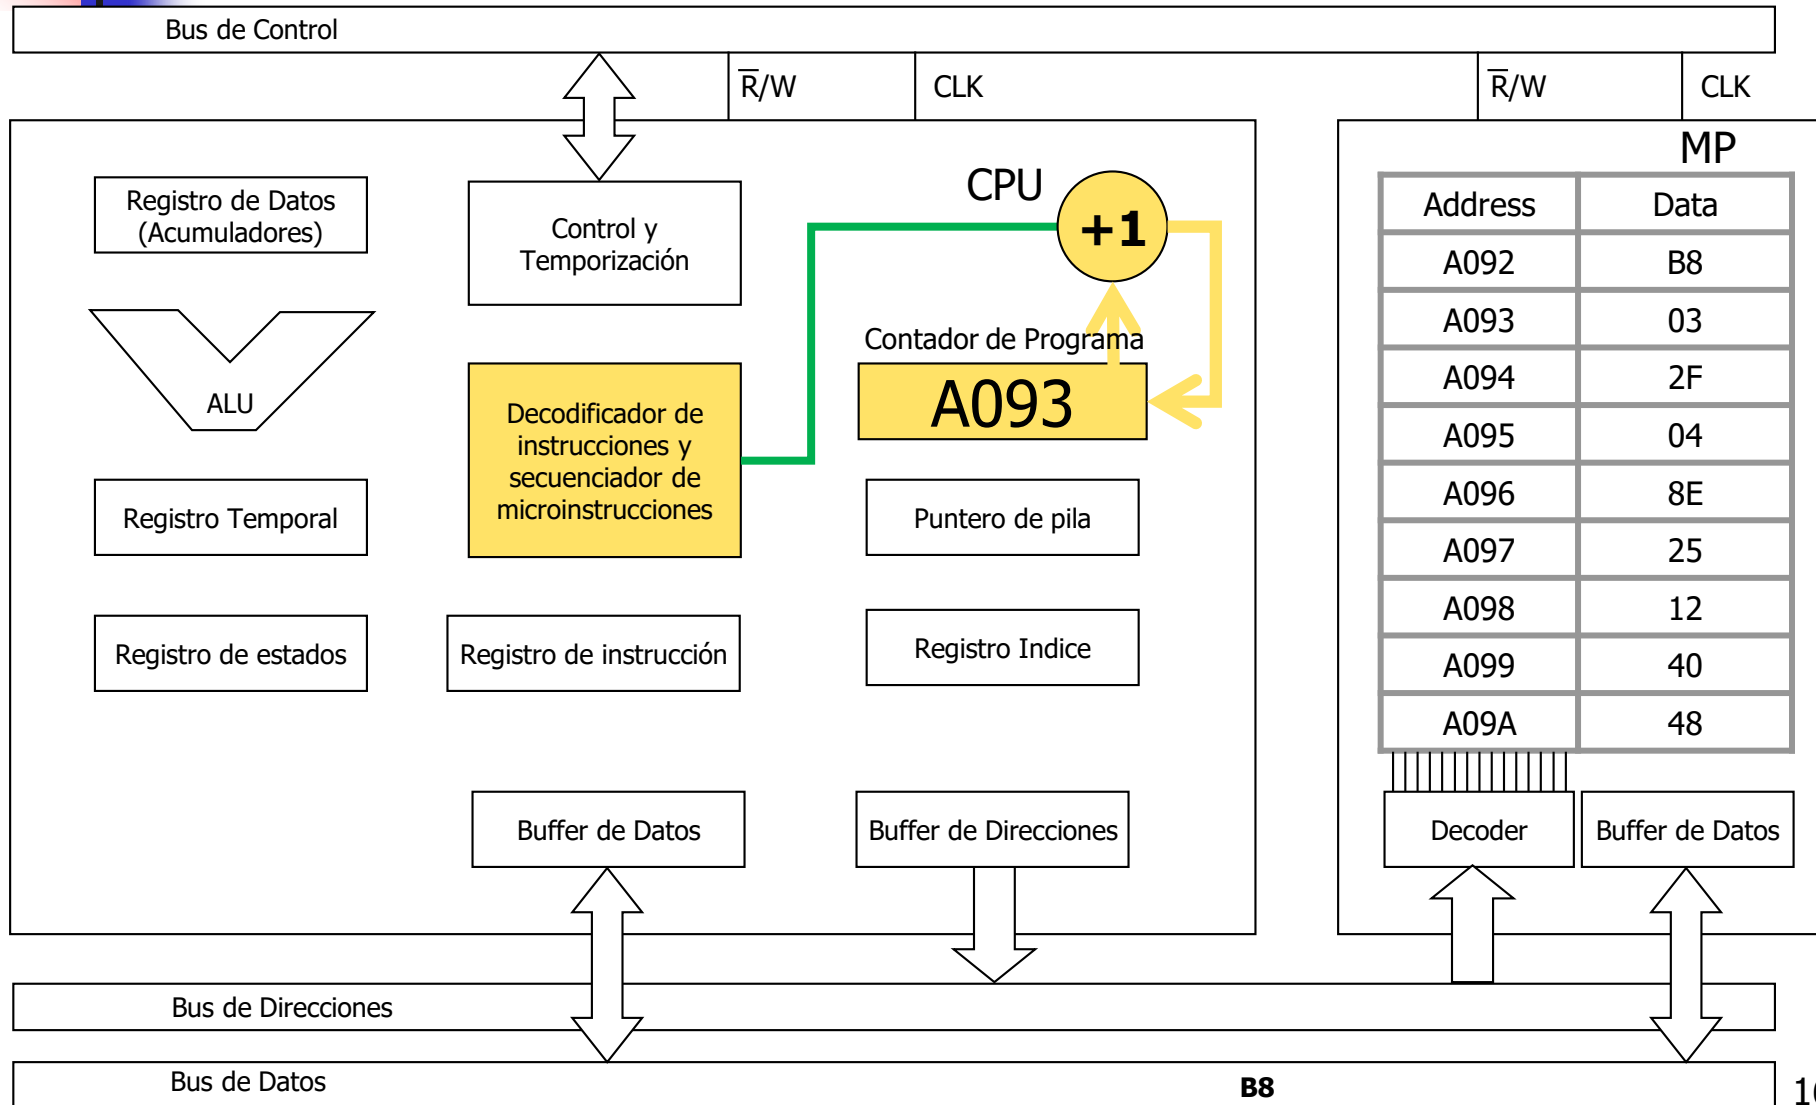 Bus de Control
R̅/W
CLK
R̅/W
CLK
CPU
Registro de Datos
(Acumuladores)
Control y
Temporización
+1
Contador de Programa
A093
ALU
Decodificador de
instrucciones y
secuenciador de
microinstrucciones
Registro Temporal
Puntero de pila
Registro de estados
Registro de instrucción
Registro Indice
Buffer de Datos
Buffer de Direcciones
MP
Address Data
A092 B8
A093 03
A094 2F
A095 04
A096 8E
A097 25
A098 12
A099 40
A09A 48
Decoder
Buffer de Datos
Bus de Direcciones
Bus de Datos
B8